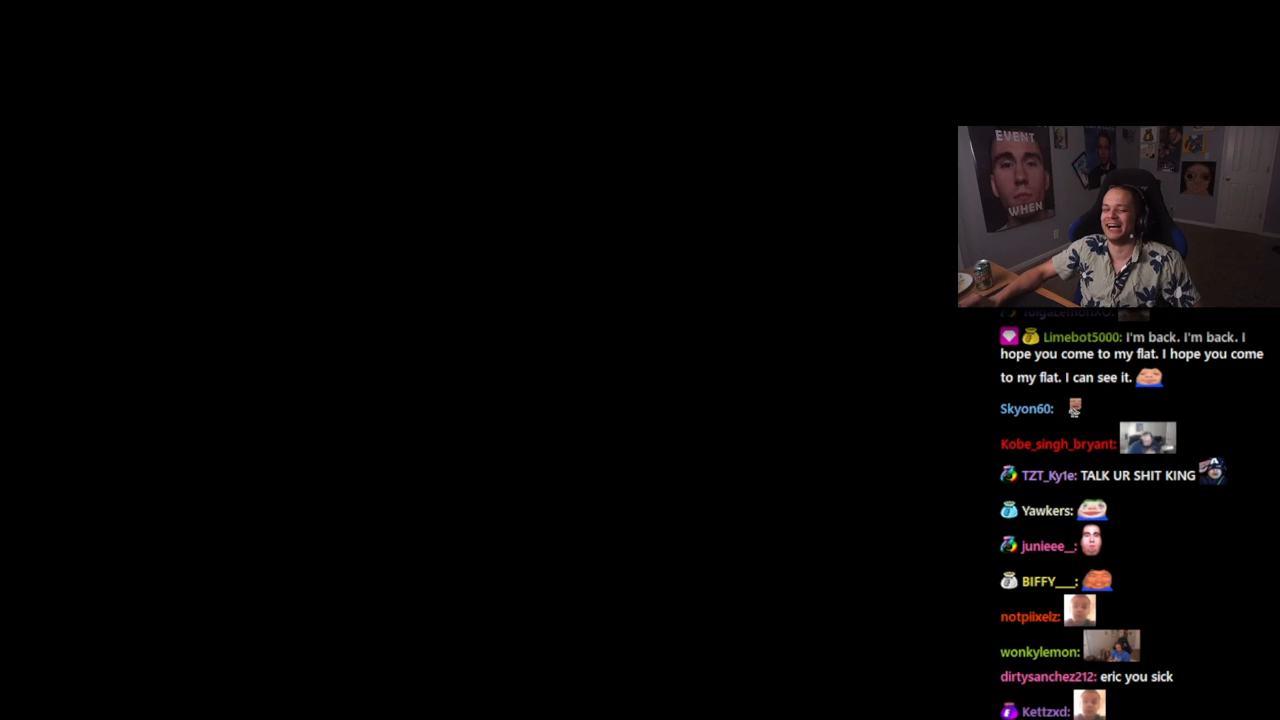 EVENT
WHEN
Limebot5000: I'm back. I'm back. I
hope you come to my flat. I hope you come
to my flat. I can see it.
Skyon60:
Kobe_singh_bryant:
TZT_Ky1e: TALK UR SHIT KING
Yawkers:
junieee__:
BIFFY___:
notpiixelz:
wonkylemon:
dirtysanchez212: eric you sick
Kettzxd: